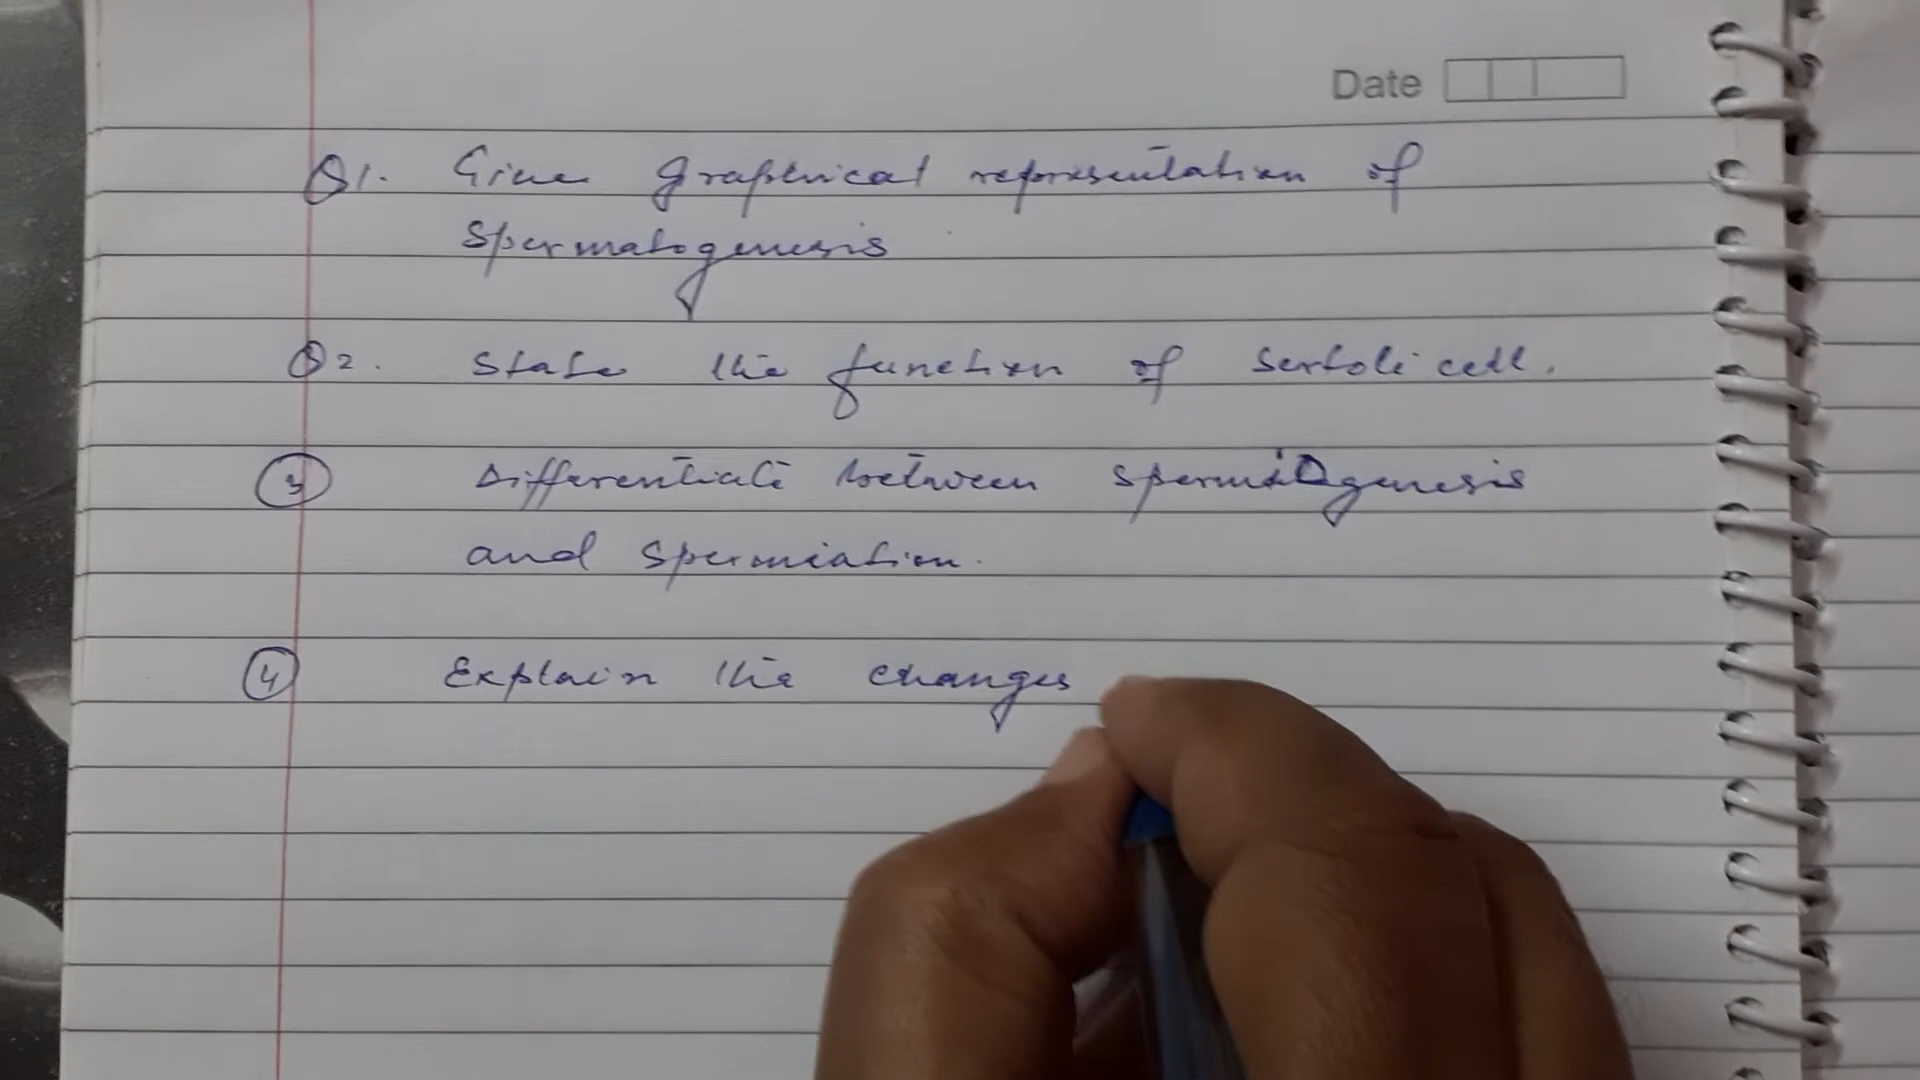 Date
Q1. Give graphical representation of
spermatogenesis
Q2. State the function of Sertoli cell.
3 Differentiate between spermiogenesis
and spermiation.
4 Explain the changes